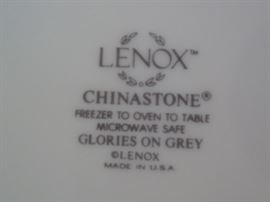 LENOX™
CHINASTONE®
FREEZER TO OVEN TO TABLE
MICROWAVE SAFE
GLORIES ON GREY
©LENOX
MADE IN U.S.A.